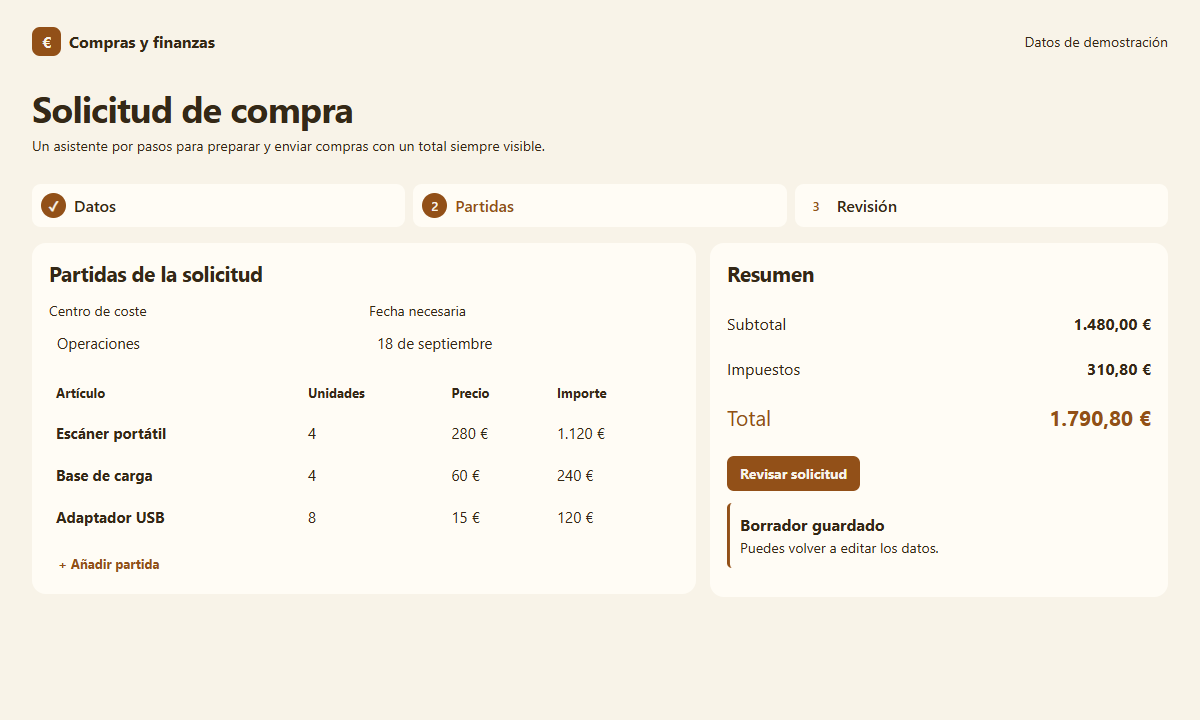 € Compras y finanzas
Datos de demostración
Solicitud de compra
Un asistente por pasos para preparar y enviar compras con un total siempre visible.
✓ Datos
2 Partidas
3 Revisión
Partidas de la solicitud
Centro de coste Fecha necesaria
Operaciones 18 de septiembre
Artículo Unidades Precio Importe
Escáner portátil 4 280 € 1.120 €
Base de carga 4 60 € 240 €
Adaptador USB 8 15 € 120 €
+ Añadir partida
Resumen
Subtotal 1.480,00 €
Impuestos 310,80 €
Total 1.790,80 €
Revisar solicitud
Borrador guardado
Puedes volver a editar los datos.